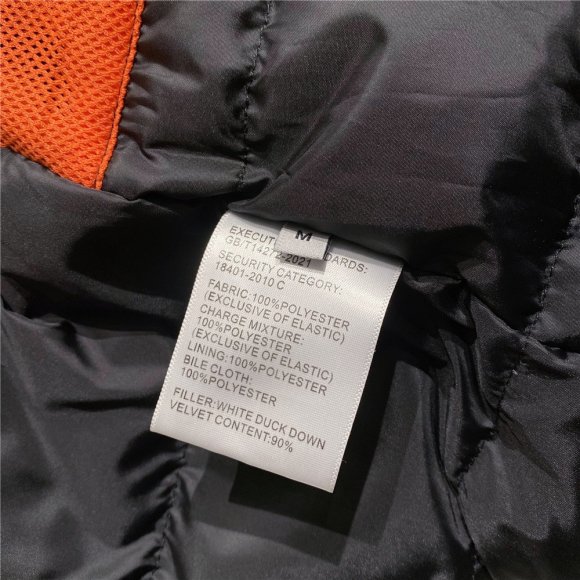 M
EXECUTI DARDS:
GB/T14272-2021
SECURITY CATEGORY:
18401-2010 C
FABRIC:100%POLYESTER
(EXCLUSIVE OF ELASTIC)
CHARGE MIXTURE:
100%POLYESTER
(EXCLUSIVE OF ELASTIC)
LINING:100%POLYESTER
BILE CLOTH:
100%POLYESTER
FILLER:WHITE DUCK DOWN
VELVET CONTENT:90%